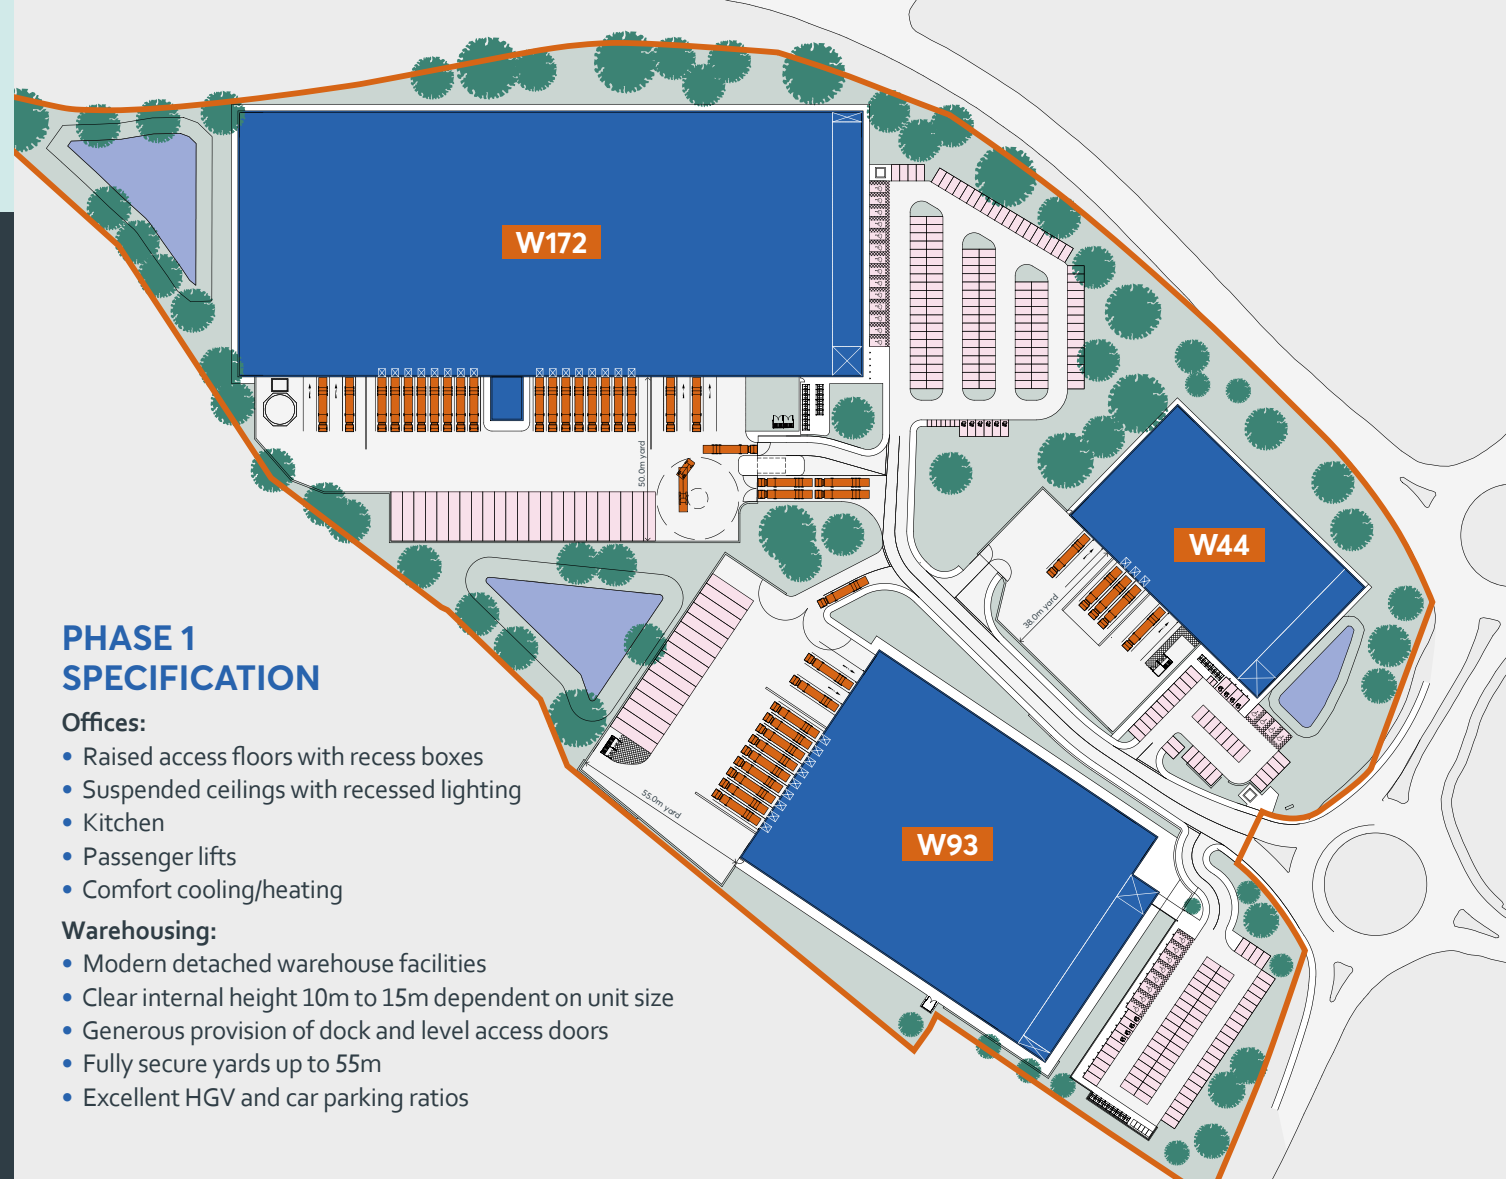 W172
50.0m yard
W44
38.0m yard
PHASE 1
SPECIFICATION
Offices:
• Raised access floors with recess boxes
• Suspended ceilings with recessed lighting
• Kitchen
• Passenger lifts
• Comfort cooling/heating
Warehousing:
• Modern detached warehouse facilities
• Clear internal height 10m to 15m dependent on unit size
• Generous provision of dock and level access doors
• Fully secure yards up to 55m
• Excellent HGV and car parking ratios
55.0m yard
W93